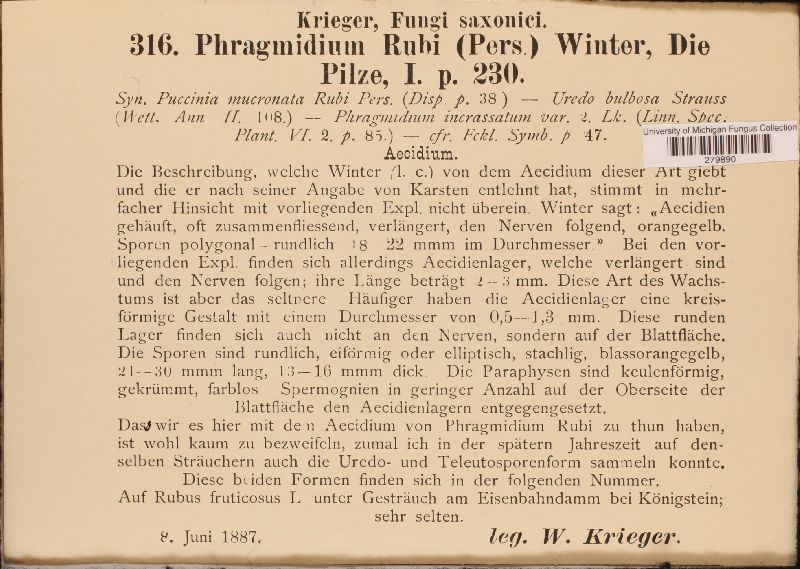 Krieger, Fungi saxonici.
316. Phragmidium Rubi (Pers.) Winter, Die
Pilze, I. p. 230.
Syn. Puccinia mucronata Rubi Pers. (Disp. p. 38) — Uredo bulbosa Strauss
(Wett. Ann II. 108.) — Phragmidium incrassatum var. 2. Lk. (Linn. Spec.
Plant. VI. 2. p. 85.) — cfr. Fckl. Symb. p 47.
University of Michigan Fungus Collection
279890
Aecidium.
Die Beschreibung, welche Winter (l. c.) von dem Aecidium dieser Art giebt
und die er nach seiner Angabe von Karsten entlehnt hat, stimmt in mehr-
facher Hinsicht mit vorliegenden Expl. nicht überein. Winter sagt: „Aecidien
gehäuft, oft zusammenfliessend, verlängert, den Nerven folgend, orangegelb.
Sporen polygonal-rundlich 18 22 mmm im Durchmesser." Bei den vor-
liegenden Expl. finden sich allerdings Aecidienlager, welche verlängert sind
und den Nerven folgen; ihre Länge beträgt 2—3 mm. Diese Art des Wachs-
tums ist aber das seltnere Häufiger haben die Aecidienlager eine kreis-
förmige Gestalt mit einem Durchmesser von 0,5—1,3 mm. Diese runden
Lager finden sich auch nicht an den Nerven, sondern auf der Blattfläche.
Die Sporen sind rundlich, eiförmig oder elliptisch, stachlig, blassorangegelb,
21—30 mmm lang, 13—16 mmm dick. Die Paraphysen sind keulenförmig,
gekrümmt, farblos Spermognien in geringer Anzahl auf der Oberseite der
Blattfläche den Aecidienlagern entgegengesetzt.
Das wir es hier mit dem Aecidium von Phragmidium Rubi zu thun haben,
ist wohl kaum zu bezweifeln, zumal ich in der spätern Jahreszeit auf den-
selben Sträuchern auch die Uredo- und Teleutosporenform sammeln konnte.
Diese beiden Formen finden sich in der folgenden Nummer.
Auf Rubus fruticosus L unter Gesträuch am Eisenbahndamm bei Königstein;
sehr selten.
8. Juni 1887. leg. W. Krieger.